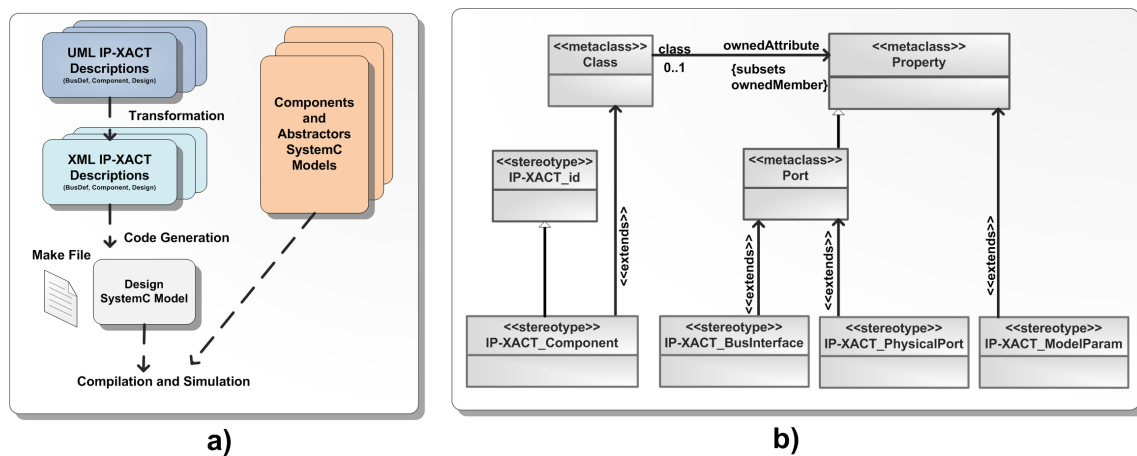 UML IP-XACT
Descriptions
(BusDef, Component, Design)
Transformation
XML IP-XACT
Descriptions
(BusDef, Component, Design)
Code Generation
Make File
Design
SystemC Model
Compilation and Simulation
Components
and
Abstractors
SystemC
Models
a)
<<metaclass>>
Class
class
0..1
ownedAttribute
{subsets
ownedMember}
<<metaclass>>
Property
<<stereotype>>
IP-XACT_id
<<metaclass>>
Port
<<extends>>
<<extends>>
<<extends>>
<<extends>>
<<stereotype>>
IP-XACT_Component
<<stereotype>>
IP-XACT_BusInterface
<<stereotype>>
IP-XACT_PhysicalPort
<<stereotype>>
IP-XACT_ModelParam
b)